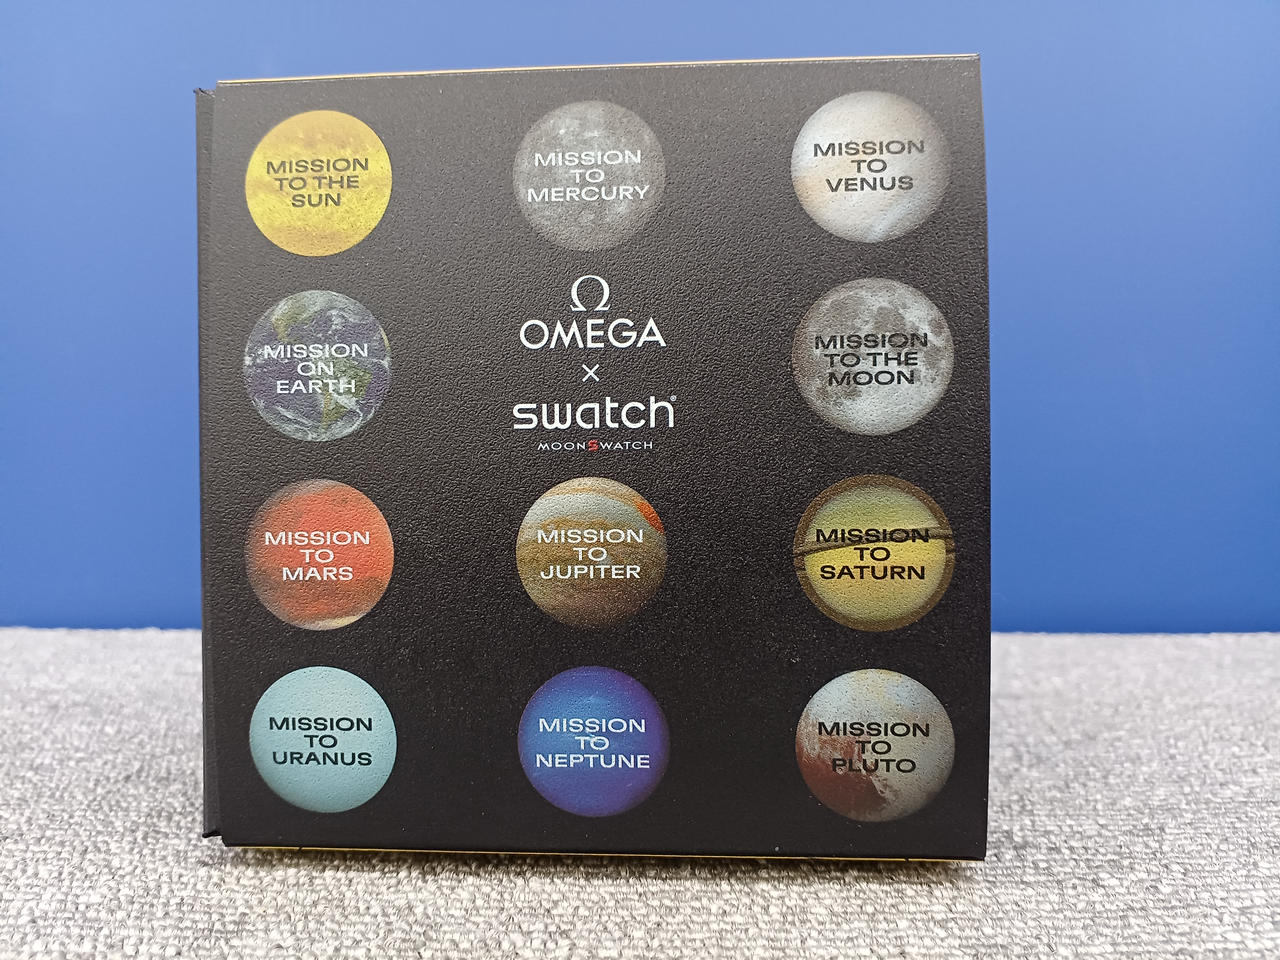 MISSION
TO THE
SUN
MISSION
TO
MERCURY
MISSION
TO
VENUS
MISSION
ON
EARTH
Ω
OMEGA
×
swatch®
MOONSWATCH
MISSION
TO THE
MOON
MISSION
TO
MARS
MISSION
TO
JUPITER
MISSION
TO
SATURN
MISSION
TO
URANUS
MISSION
TO
NEPTUNE
MISSION
TO
PLUTO